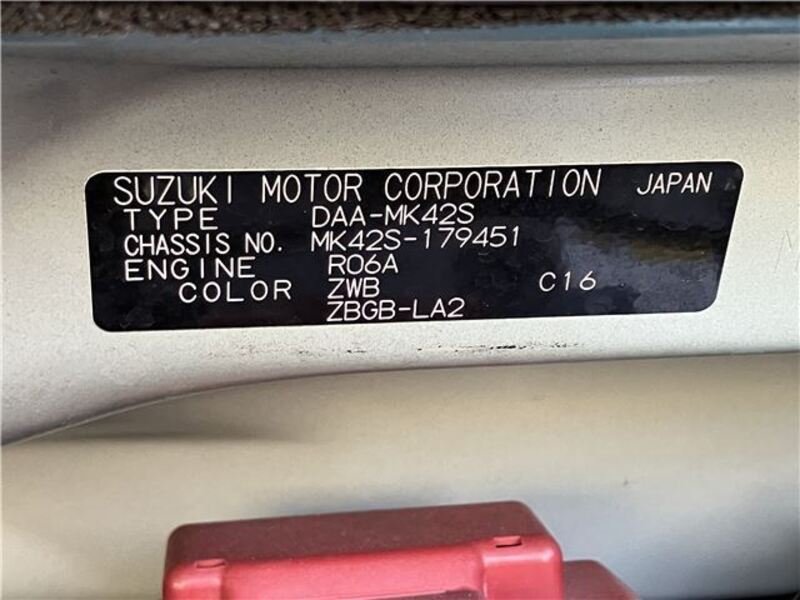 SUZUKI MOTOR CORPORATION JAPAN
TYPE DAA-MK42S
CHASSIS NO. MK42S-179451
ENGINE R06A
COLOR ZWB C16
ZBGB-LA2